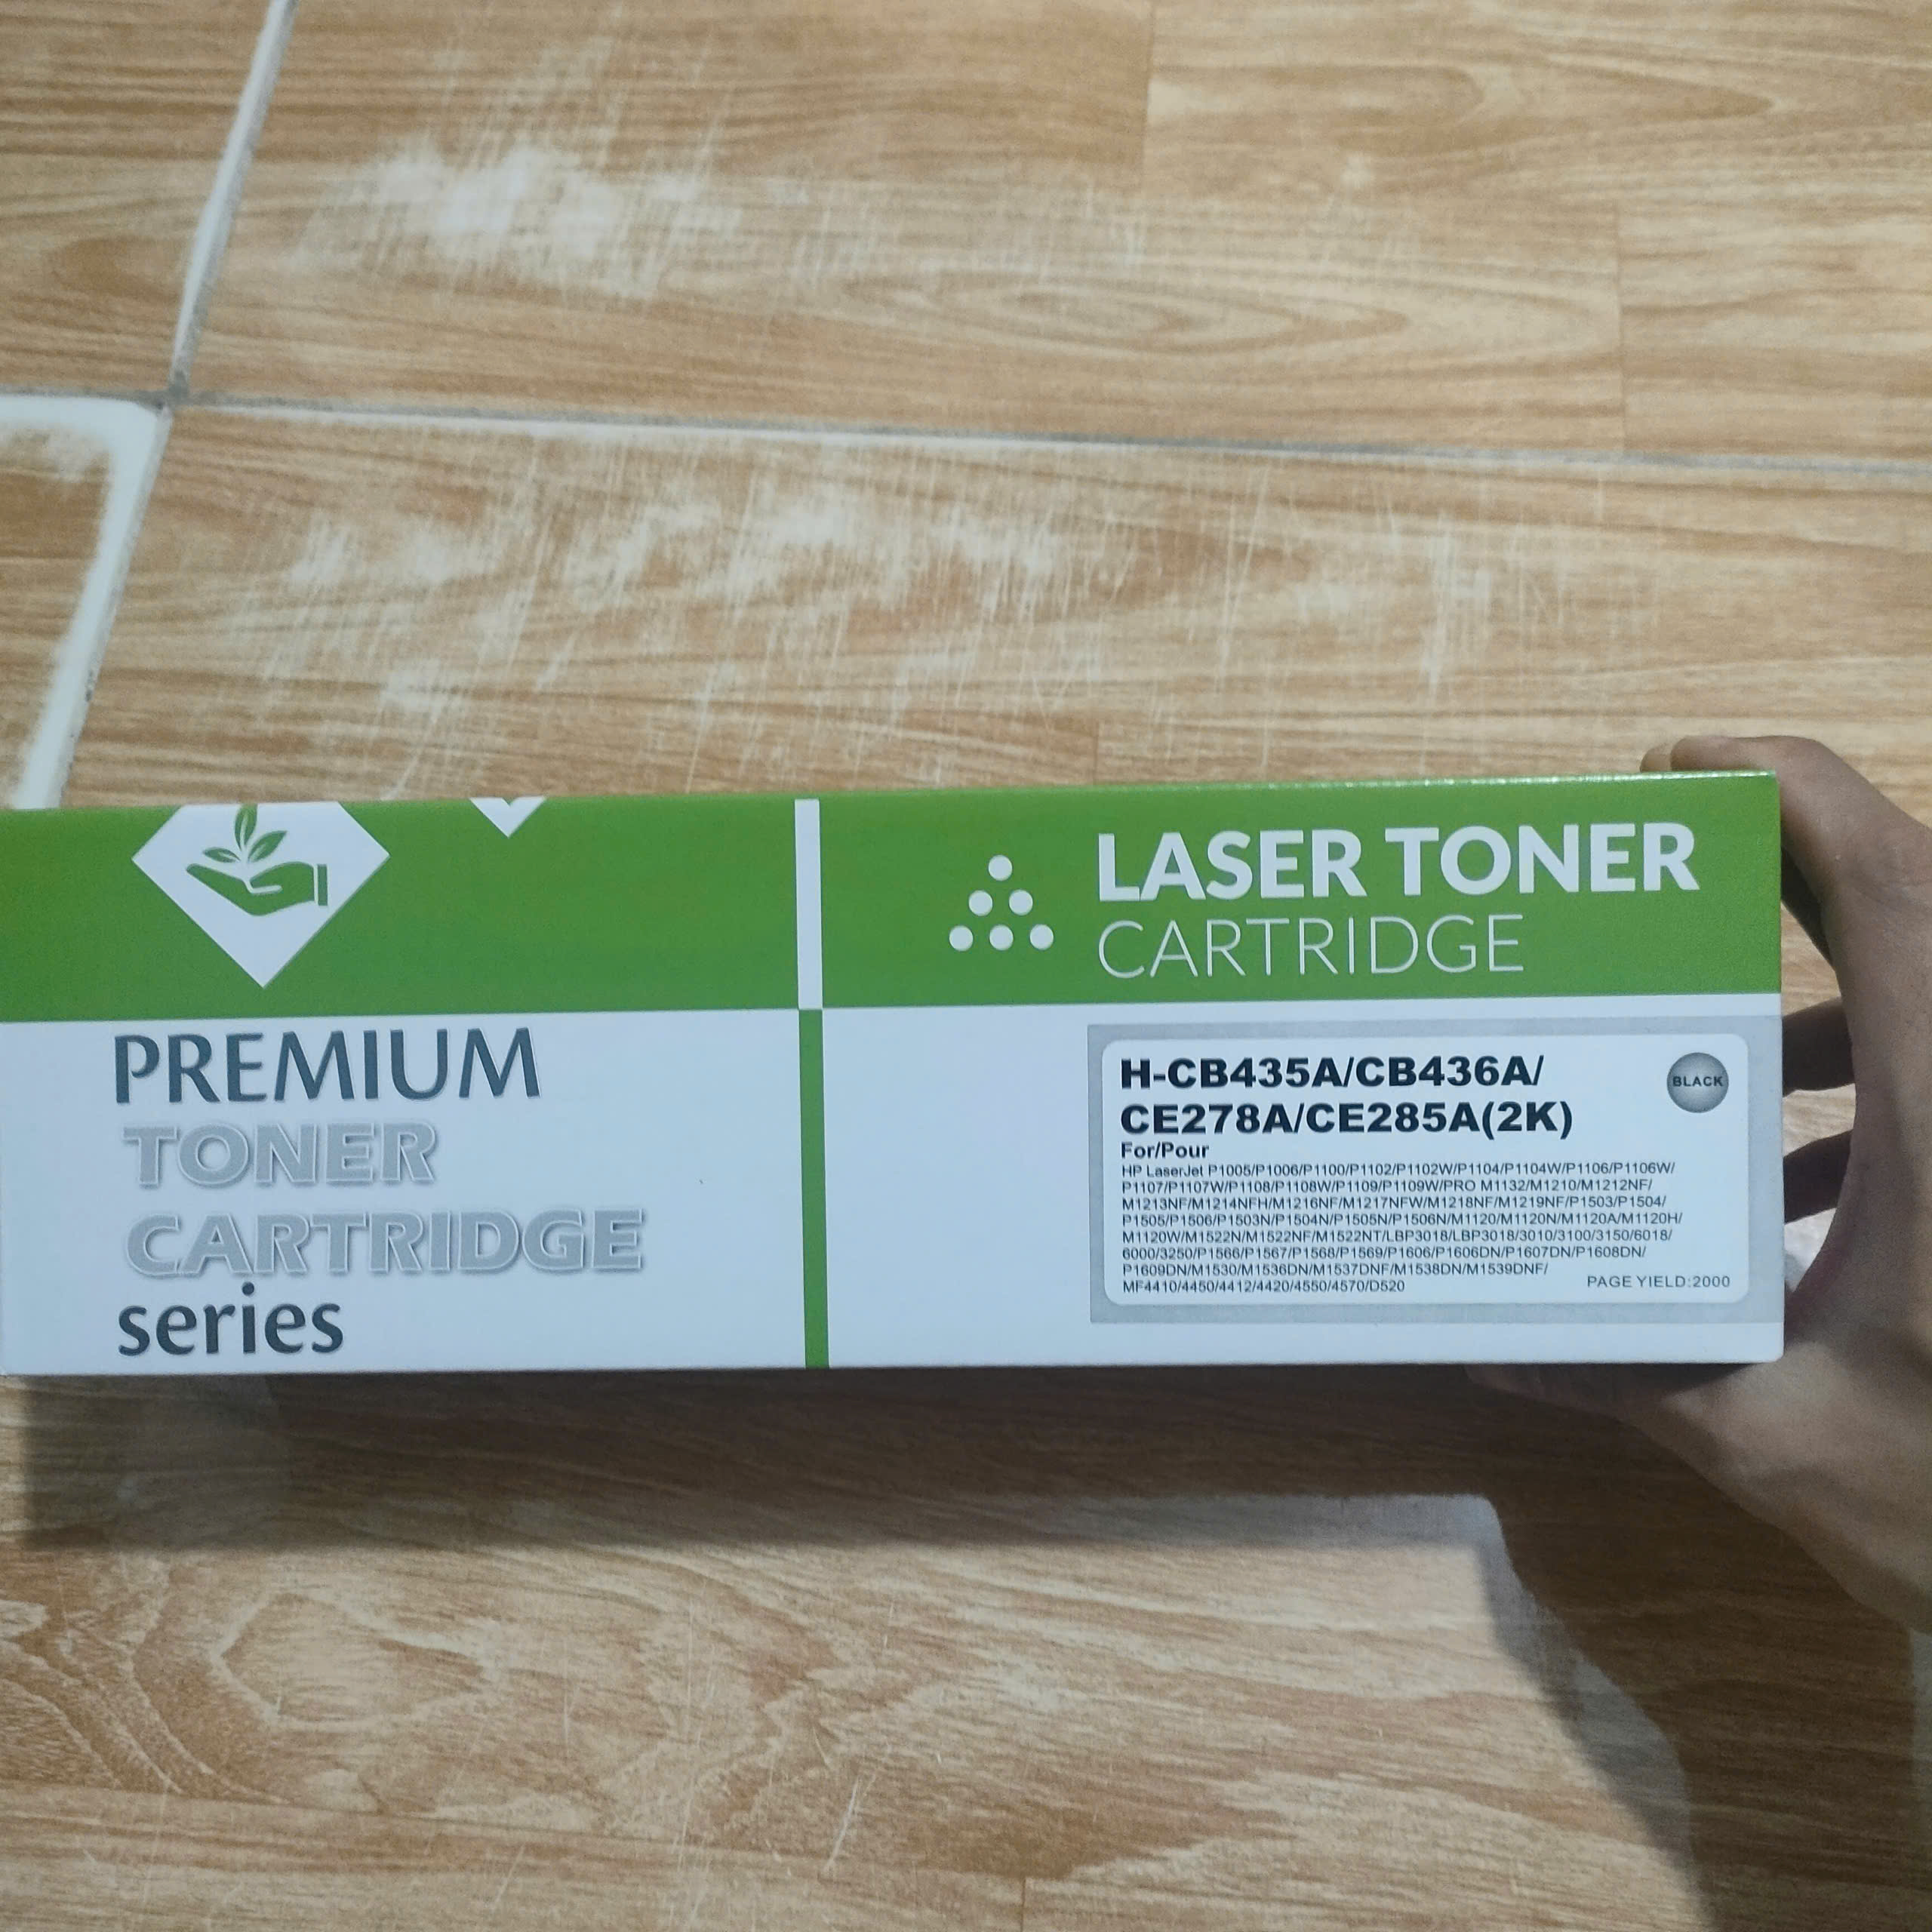 LASER TONER
CARTRIDGE
PREMIUM
TONER
CARTRIDGE
series
H-CB435A/CB436A/
CE278A/CE285A(2K)
BLACK
For/Pour
HP LaserJet P1005/P1006/P1100/P1102/P1102W/P1104/P1104W/P1106/P1106W/
P1107/P1107W/P1108/P1108W/P1109/P1109W/PRO M1132/M1210/M1212NF/
M1213NF/M1214NFH/M1216NF/M1217NFW/M1218NF/M1219NF/P1503/P1504/
P1505/P1506/P1503N/P1504N/P1505N/P1506N/M1120/M1120N/M1120A/M1120H/
M1120W/M1522N/M1522NF/M1522NT/LBP3018/LBP3018/3010/3100/3150/6018/
6000/3250/P1566/P1567/P1568/P1569/P1606/P1606DN/P1607DN/P1608DN/
P1609DN/M1530/M1536DN/M1537DNF/M1538DN/M1539DNF/
MF4410/4450/4412/4420/4550/4570/D520
PAGE YIELD:2000